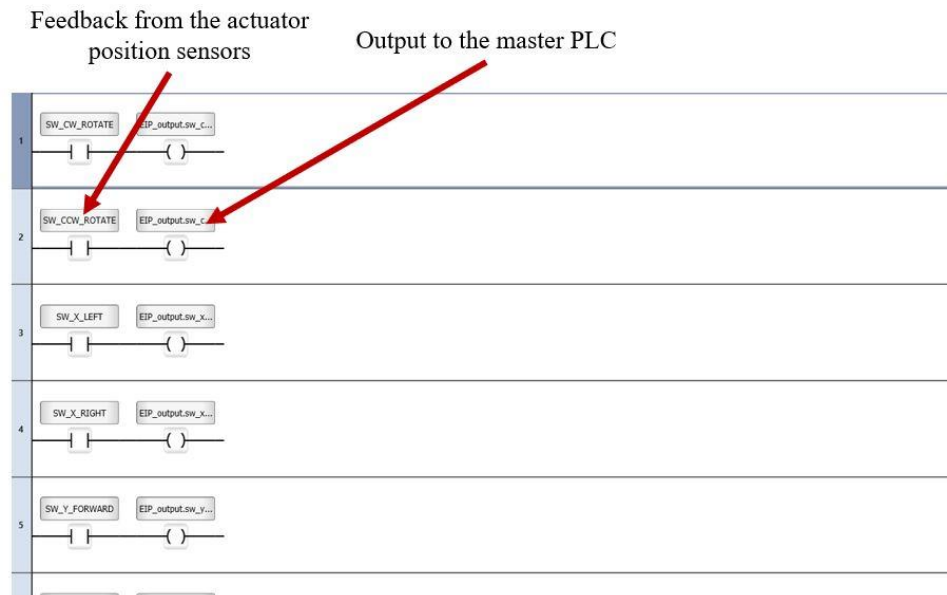 Feedback from the actuator
position sensors
Output to the master PLC
1
SW_CW_ROTATE
EIP_output.sw_c...
2
SW_CCW_ROTATE
EIP_output.sw_c...
3
SW_X_LEFT
EIP_output.sw_x...
4
SW_X_RIGHT
EIP_output.sw_x...
5
SW_Y_FORWARD
EIP_output.sw_y...